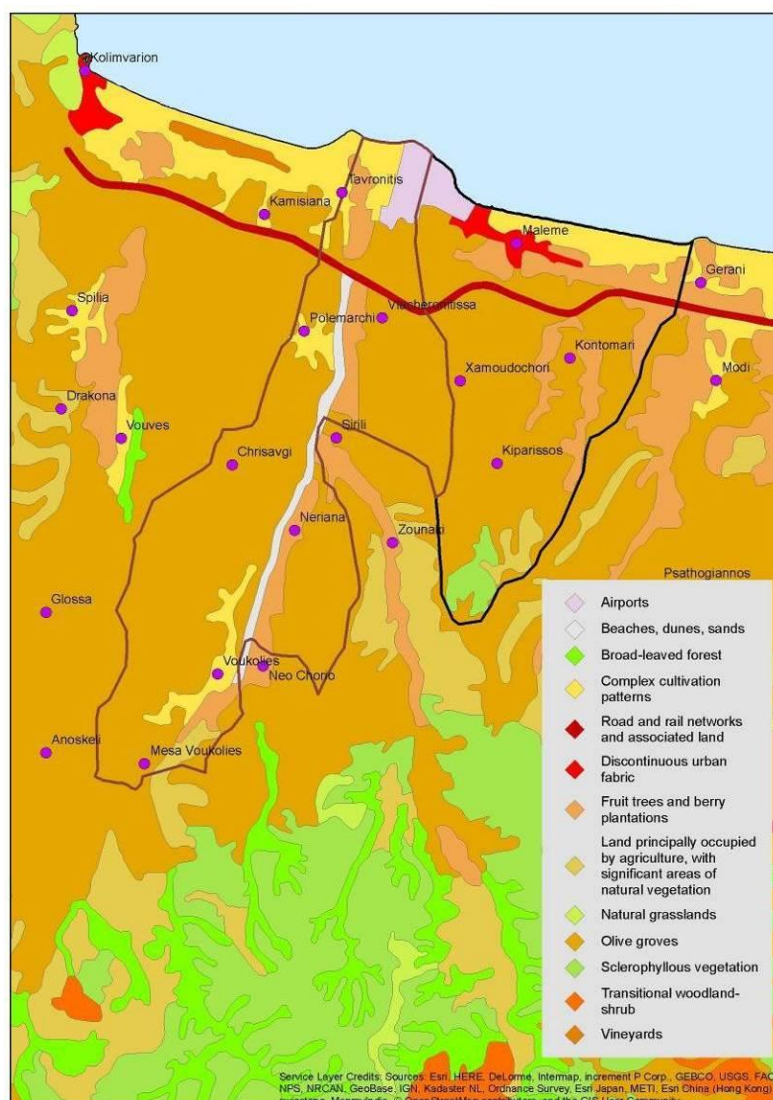 Kolimvarion
Tavronitis
Kamisiana
Maleme
Gerani
Spilia
Polemarchi
Vlacheronitissa
Kontomari
Xamoudochori
Modi
Drakona
Vouves
Sirili
Chrisavgi
Kiparissos
Neriana
Zounaki
Psathogiannos
Glossa
Voukolies
Neo Chorio
Anoskeli
Mesa Voukolies
Airports
Beaches, dunes, sands
Broad-leaved forest
Complex cultivation
patterns
Road and rail networks
and associated land
Discontinuous urban
fabric
Fruit trees and berry
plantations
Land principally occupied
by agriculture, with
significant areas of
natural vegetation
Natural grasslands
Olive groves
Sclerophyllous vegetation
Transitional woodland-
shrub
Vineyards
Service Layer Credits: Sources: Esri, HERE, DeLorme, Intermap, increment P Corp., GEBCO, USGS, FAO
NPS, NRCAN, GeoBase, IGN, Kadaster NL, Ordnance Survey, Esri Japan, METI, Esri China (Hong Kong)